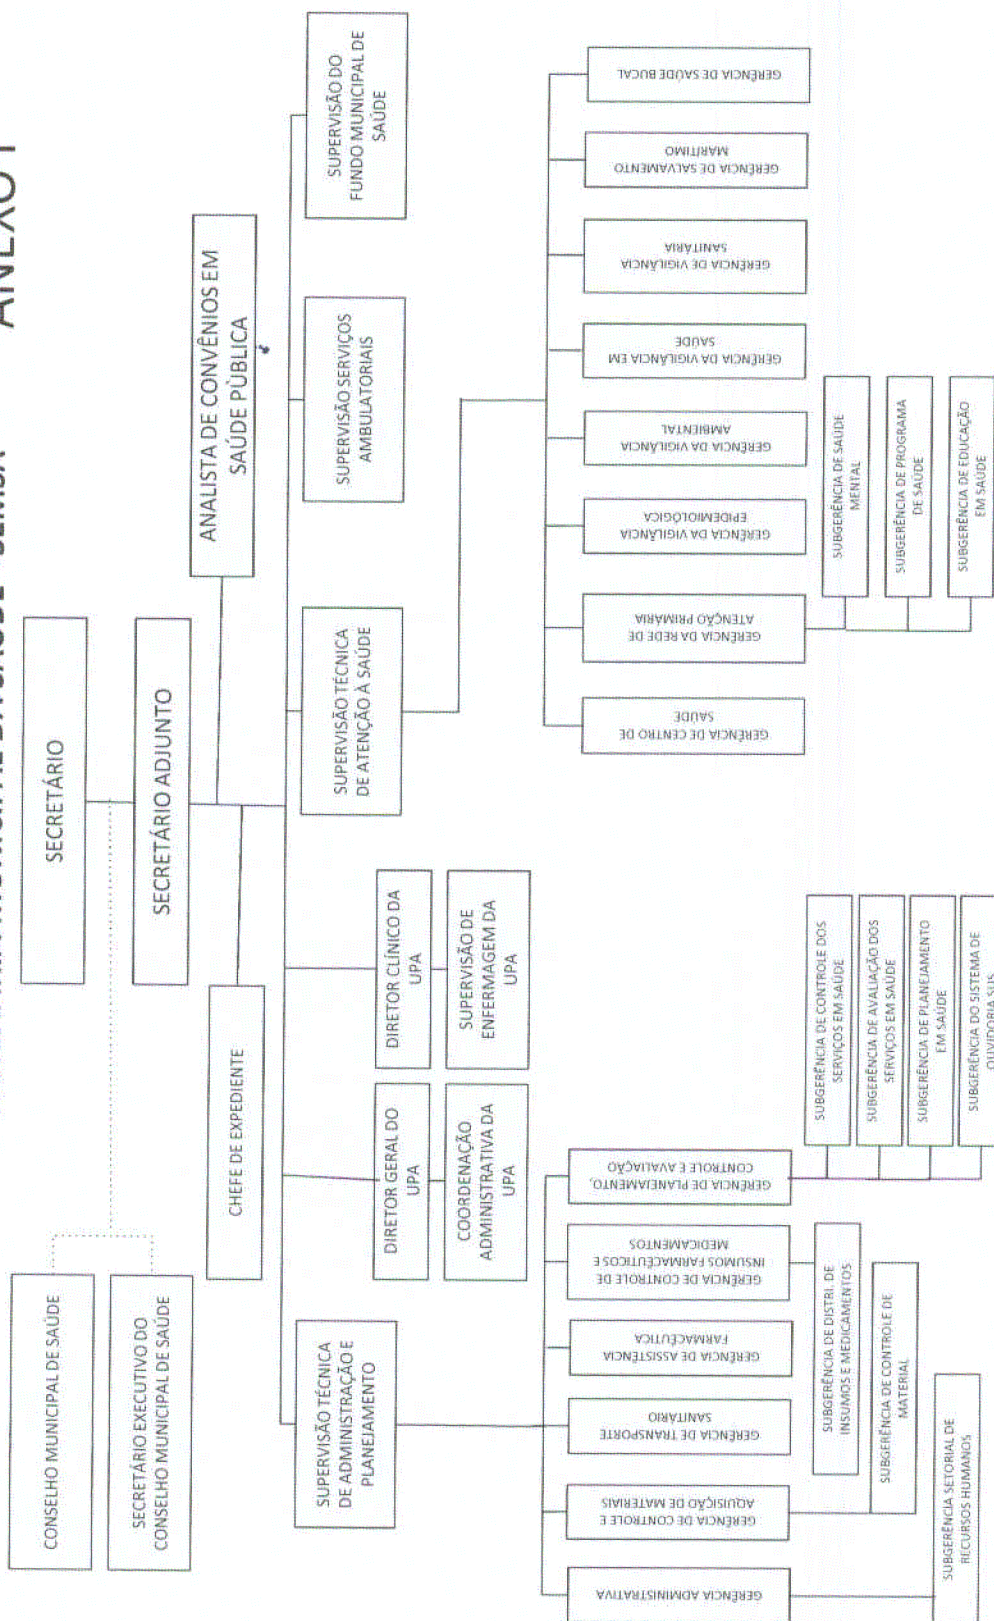 ANEXO I
SECRETÁRIO
SECRETÁRIO ADJUNTO
CONSELHO MUNICIPAL DE SAÚDE
SECRETÁRIO EXECUTIVO DO
CONSELHO MUNICIPAL DE SAÚDE
CHEFE DE EXPEDIENTE
ANALISTA DE CONVÊNIOS EM
SAÚDE PÚBLICA
SUPERVISÃO TÉCNICA
DE ADMINISTRAÇÃO E
PLANEJAMENTO
DIRETOR GERAL DO
UPA
COORDENAÇÃO
ADMINISTRATIVA DA
UPA
DIRETOR CLÍNICO DA
UPA
SUPERVISÃO DE
ENFERMAGEM DA
UPA
SUPERVISÃO TÉCNICA
DE ATENÇÃO À SAÚDE
SUPERVISÃO SERVIÇOS
AMBULATORIAIS
SUPERVISÃO DO
FUNDO MUNICIPAL DE
SAÚDE
GERÊNCIA ADMINISTRATIVA
GERÊNCIA DE CONTROLE E
AQUISIÇÃO DE MATERIAIS
GERÊNCIA DE TRANSPORTE
SANITÁRIO
GERÊNCIA DE ASSISTÊNCIA
FARMACÊUTICA
GERÊNCIA DE CONTROLE DE
INSUMOS FARMACÊUTICOS E
MEDICAMENTOS
GERÊNCIA DE PLANEJAMENTO,
CONTROLE E AVALIAÇÃO
SUBGERÊNCIA SETORIAL DE
RECURSOS HUMANOS
SUBGERÊNCIA DE CONTROLE DE
MATERIAL
SUBGERÊNCIA DE DISTRI. DE
INSUMOS E MEDICAMENTOS
SUBGERÊNCIA DE CONTROLE DOS
SERVIÇOS EM SAÚDE
SUBGERÊNCIA DE AVALIAÇÃO DOS
SERVIÇOS EM SAÚDE
SUBGERÊNCIA DE PLANEJAMENTO
EM SAÚDE
SUBGERÊNCIA DO SISTEMA DE
OUVIDORIA SUS
GERÊNCIA DE CENTRO DE
SAÚDE
GERÊNCIA DA REDE DE
ATENÇÃO PRIMARIA
GERÊNCIA DA VIGILÂNCIA
EPIDEMIOLÓGICA
GERÊNCIA DA VIGILÂNCIA
AMBIENTAL
GERÊNCIA DA VIGILÂNCIA EM
SAÚDE
GERÊNCIA DE VIGILÂNCIA
SANITÁRIA
GERÊNCIA DE SALVAMENTO
MARÍTIMO
GERÊNCIA DE SAÚDE BUCAL
SUBGERÊNCIA DE SAÚDE
MENTAL
SUBGERÊNCIA DE PROGRAMA
DE SAÚDE
SUBGERÊNCIA DE EDUCAÇÃO
EM SAÚDE